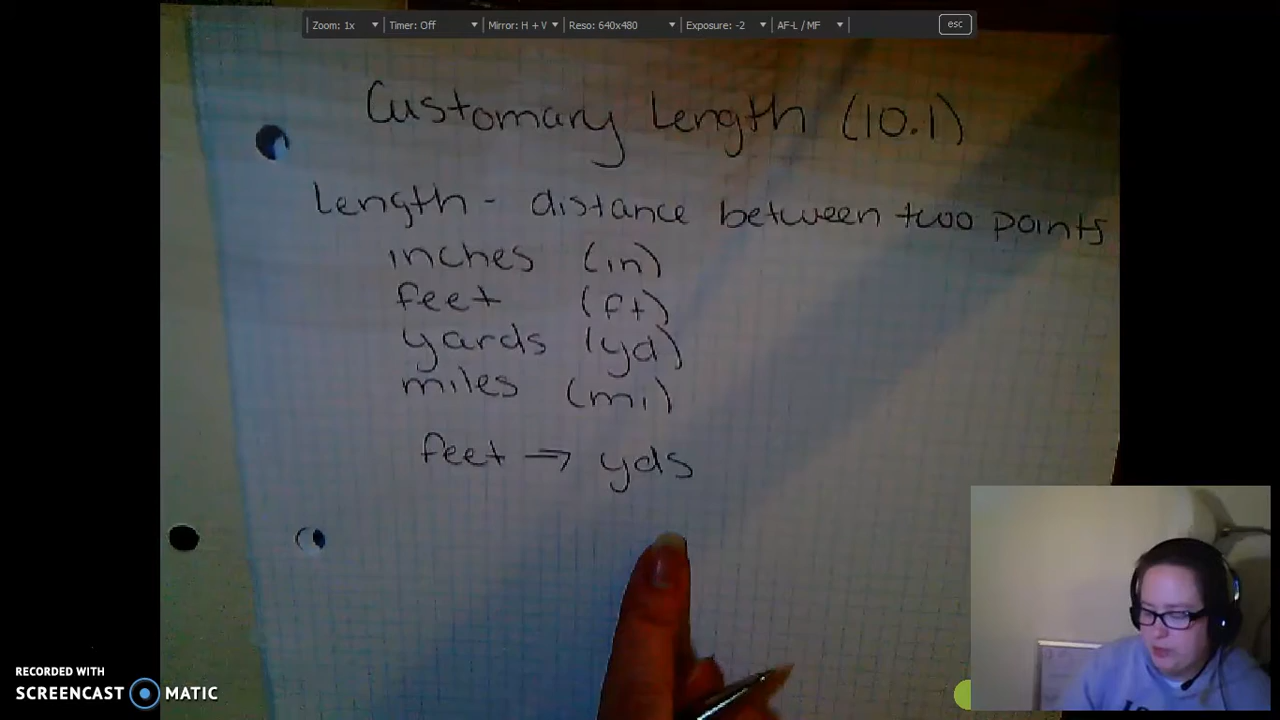 Zoom: 1x Timer: Off Mirror: H + V Reso: 640x480 Exposure: -2 AF-L / MF esc
Customary Length (10.1)
Length - distance between two points
inches (in)
feet (ft)
yards (yd)
miles (mi)
feet → yds
RECORDED WITH
SCREENCAST MATIC